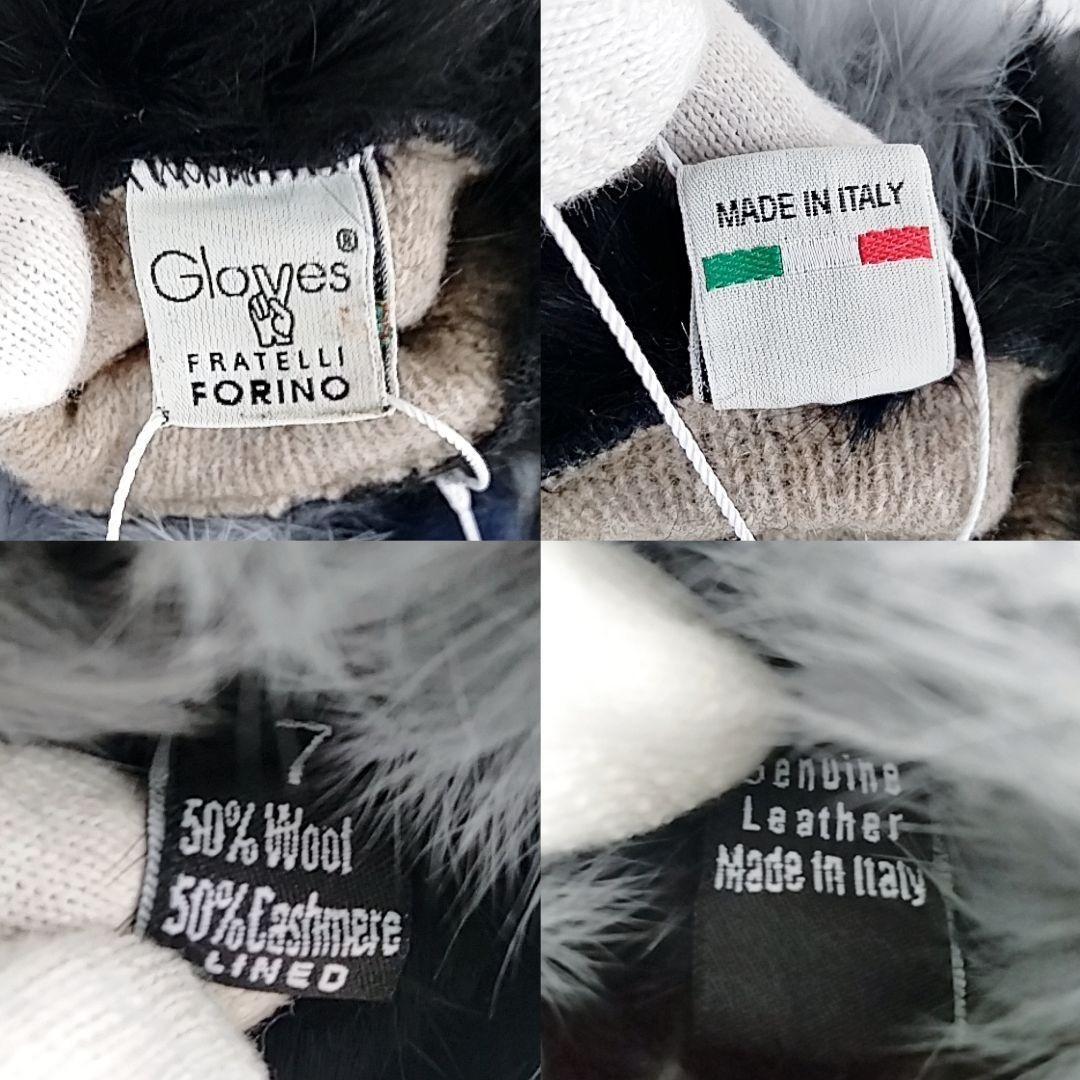 Gloves®
FRATELLI
FORINO
MADE IN ITALY
7
50% Wool
50% Cashmere
LINED
Genuine
Leather
Made in Italy